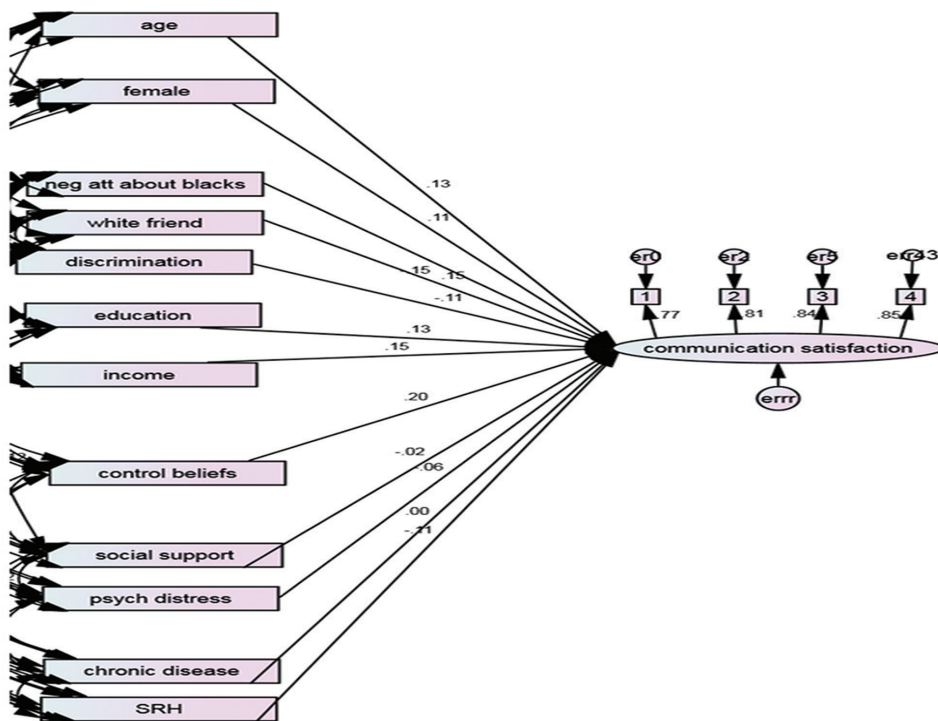 age
female
neg att about blacks
white friend
discrimination
education
income
control beliefs
social support
psych distress
chronic disease
SRH
.13
.11
-.15
.15
-.11
.13
.15
.20
-.02
-.06
.00
-.11
er0
er2
er5
err43
1
2
3
4
.77
.81
.84
.85
communication satisfaction
errr